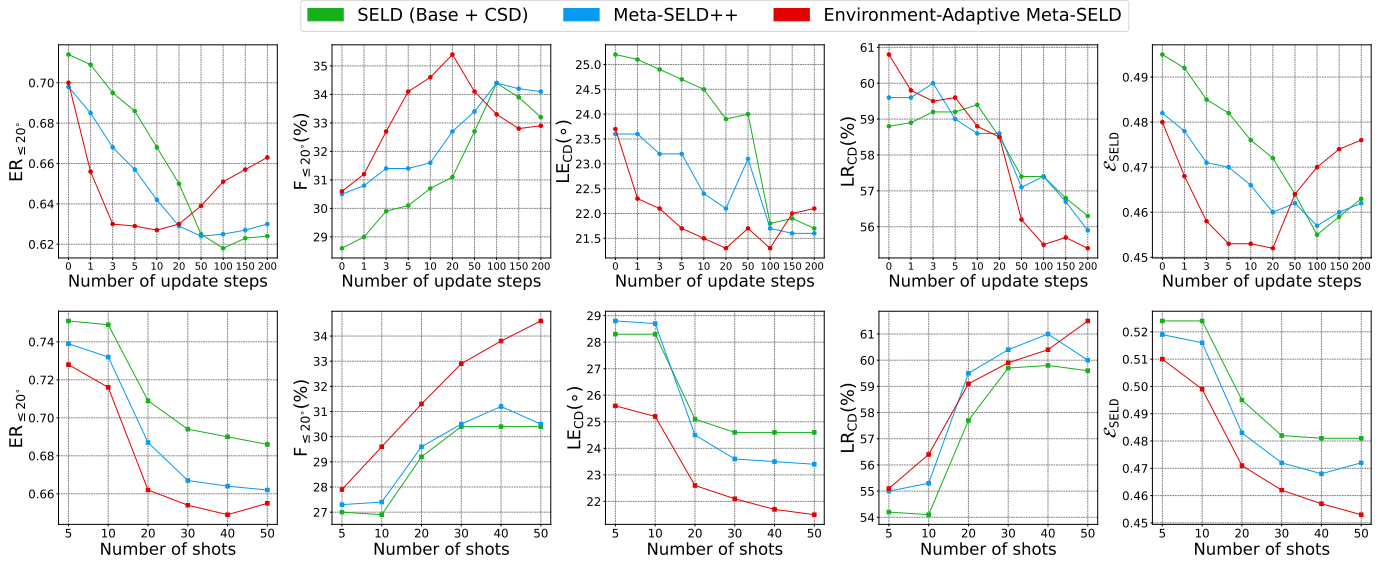 SELD (Base + CSD) Meta-SELD++ Environment-Adaptive Meta-SELD
ER≤20°
0.70
0.68
0.66
0.64
0.62
0 1 3 5 10 20 50 100 150 200
Number of update steps
F≤20°(%)
35
34
33
32
31
30
29
0 1 3 5 10 20 50 100 150 200
Number of update steps
LE_CD(°)
25.0
24.5
24.0
23.5
23.0
22.5
22.0
21.5
0 1 3 5 10 20 50 100 150 200
Number of update steps
LR_CD(%)
61
60
59
58
57
56
0 1 3 5 10 20 50 100 150 200
Number of update steps
ℰ_SELD
0.49
0.48
0.47
0.46
0.45
0 1 3 5 10 20 50 100 150 200
Number of update steps
ER≤20°
0.74
0.72
0.70
0.68
0.66
5 10 20 30 40 50
Number of shots
F≤20°(%)
34
33
32
31
30
29
28
27
5 10 20 30 40 50
Number of shots
LE_CD(°)
29
28
27
26
25
24
23
22
5 10 20 30 40 50
Number of shots
LR_CD(%)
61
60
59
58
57
56
55
54
5 10 20 30 40 50
Number of shots
ℰ_SELD
0.52
0.51
0.50
0.49
0.48
0.47
0.46
0.45
5 10 20 30 40 50
Number of shots